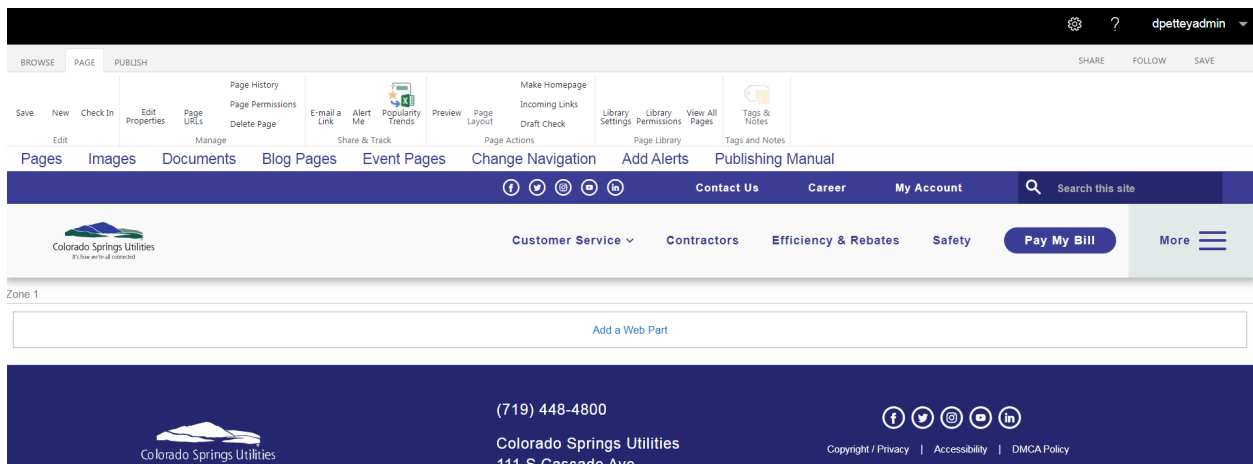 ? dpetteyadmin
BROWSE PAGE PUBLISH SHARE FOLLOW SAVE
Save New Check In
Edit
Edit Properties
Page URLs
Page History
Page Permissions
Delete Page
Manage
E-mail a Link
Alert Me
Popularity Trends
Share & Track
Preview
Page Layout
Make Homepage
Incoming Links
Draft Check
Page Actions
Library Settings
Library Permissions
View All Pages
Page Library
Tags & Notes
Tags and Notes
Pages Images Documents Blog Pages Event Pages Change Navigation Add Alerts Publishing Manual
Contact Us Career My Account Search this site
Colorado Springs Utilities
It's how we're all connected
Customer Service Contractors Efficiency & Rebates Safety Pay My Bill More
Zone 1
Add a Web Part
Colorado Springs Utilities
(719) 448-4800
Colorado Springs Utilities
111 S Cascade Ave
Copyright / Privacy | Accessibility | DMCA Policy